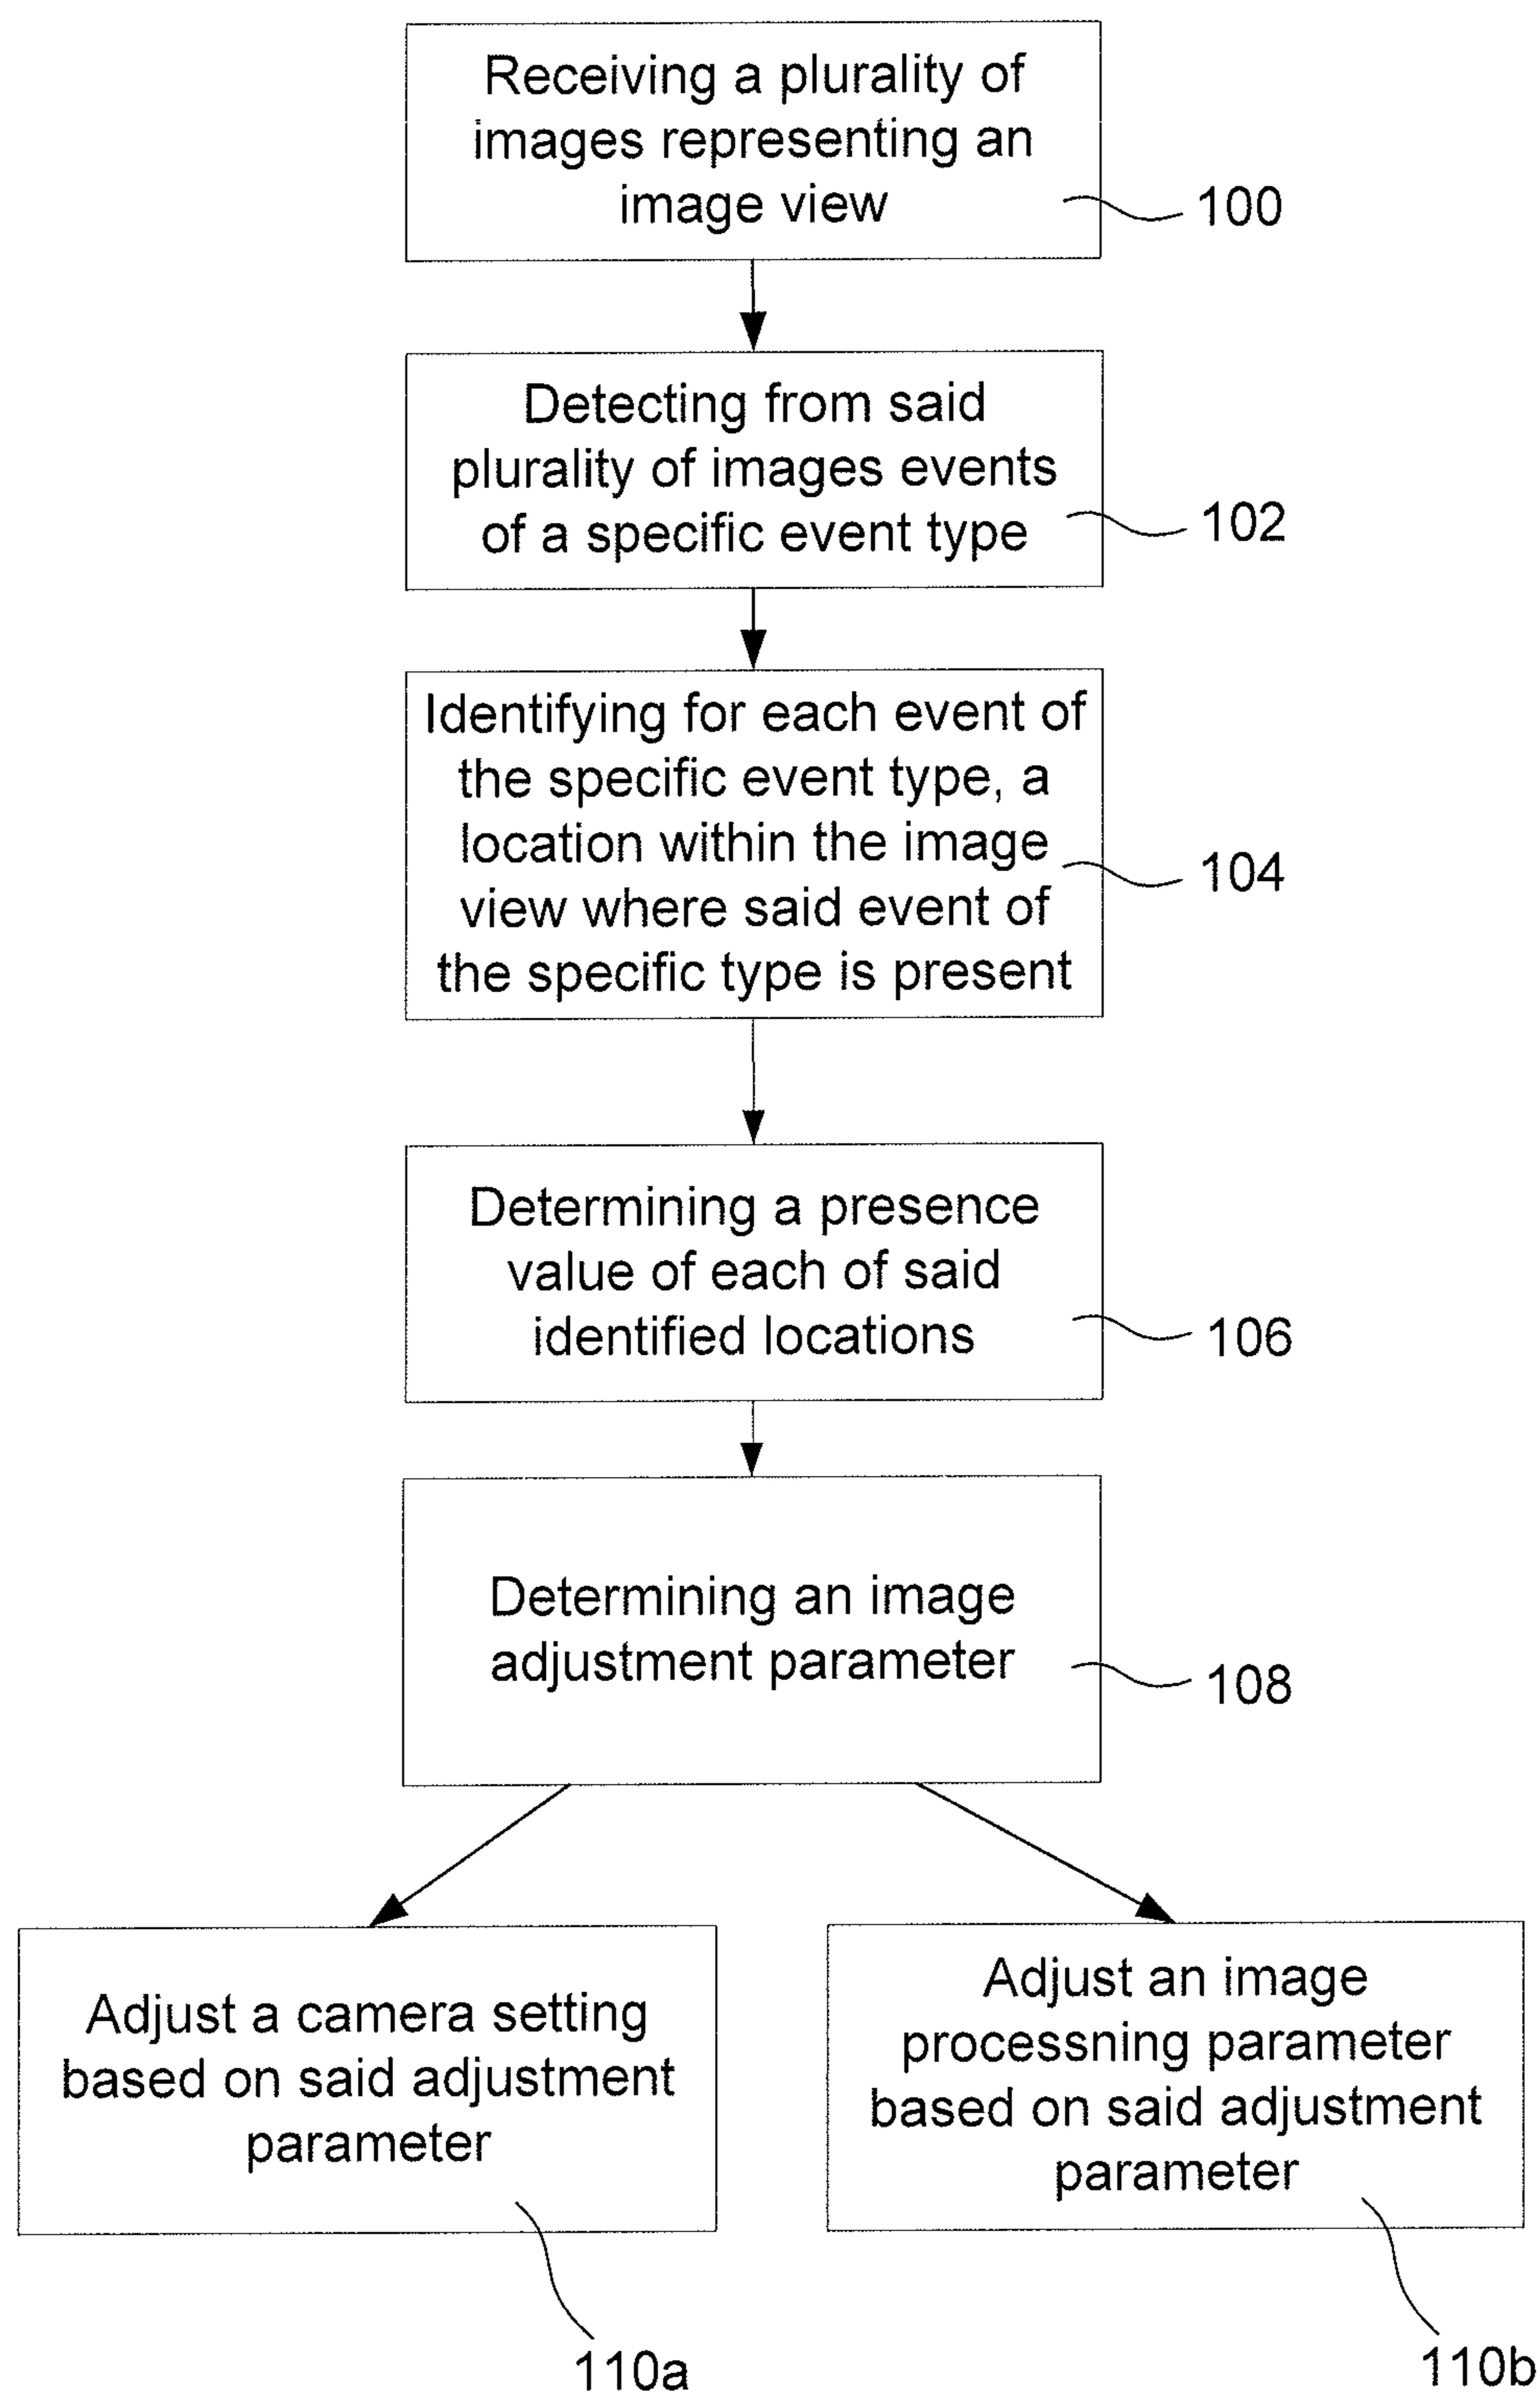 Receiving a plurality of
images representing an
image view
100
Detecting from said
plurality of images events
of a specific event type
102
Identifying for each event of
the specific event type, a
location within the image
view where said event of
the specific type is present
104
Determining a presence
value of each of said
identified locations
106
Determining an image
adjustment parameter
108
Adjust a camera setting
based on said adjustment
parameter
110a
Adjust an image
processning parameter
based on said adjustment
parameter
110b